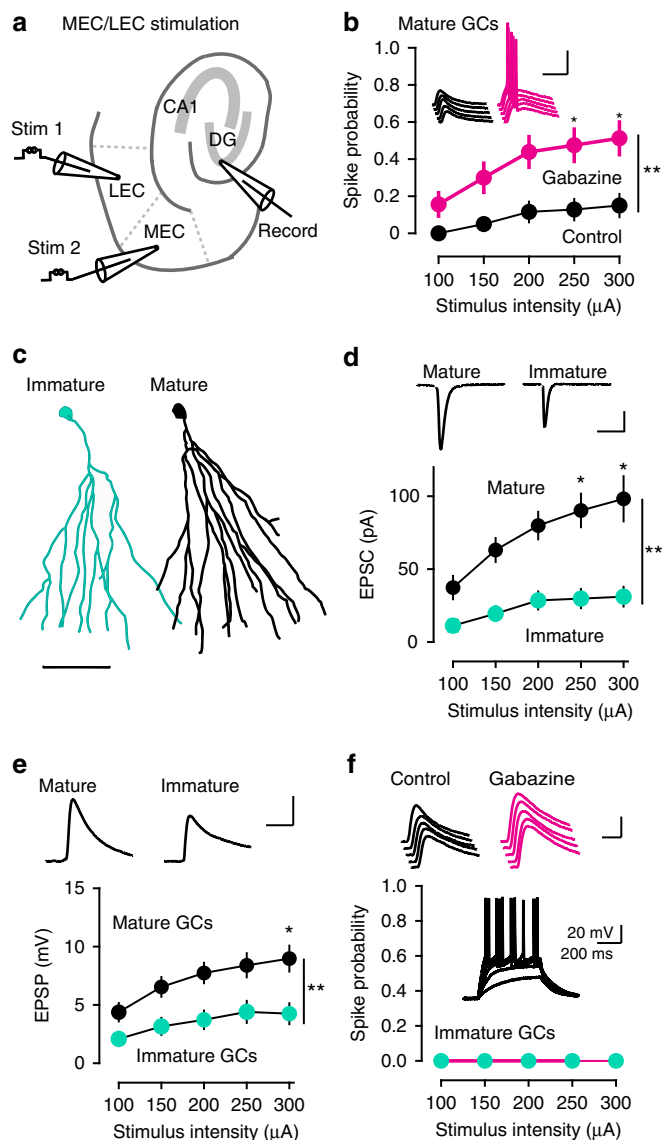 a
MEC/LEC stimulation
Stim 1
CA1
DG
LEC
MEC
Record
Stim 2
b
Mature GCs
Spike probability
1.0
0.8
0.6
0.4
0.2
0
* *
**
Gabazine
Control
100 150 200 250 300
Stimulus intensity (µA)
c
Immature Mature
d
Mature Immature
EPSC (pA)
100
50
0
Mature
* *
**
Immature
100 150 200 250 300
Stimulus intensity (µA)
e
Mature Immature
EPSP (mV)
15
10
5
0
Mature GCs
*
**
Immature GCs
100 150 200 250 300
Stimulus intensity (µA)
f
Control Gabazine
Spike probability
1.0
0.8
0.6
0.4
0.2
0.0
20 mV
200 ms
Immature GCs
100 150 200 250 300
Stimulus intensity (µA)